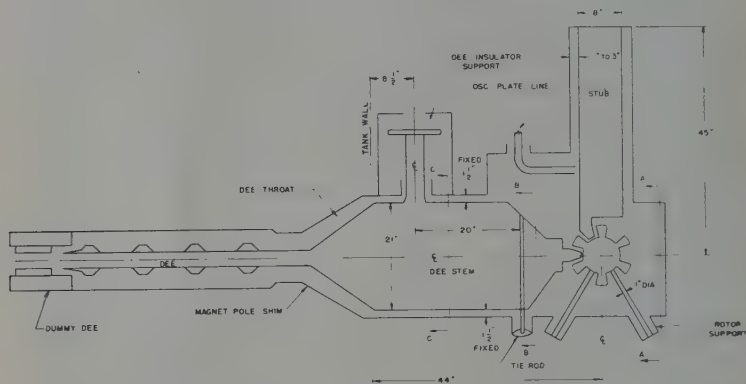 8"
DEE INSULATOR
SUPPORT
" TO 3"
8 1/2"
OSC PLATE LINE
STUB
TANK WALL
45"
FIXED
1 1/2"
C
℄
A
DEE THROAT
B
21"
20"
℄
DEE STEM
DEE
1" DIA
MAGNET POLE SHIM
DUMMY DEE
ROTOR
SUPPORT
C
1 1/2"
FIXED
B
℄
A
TIE ROD
44"